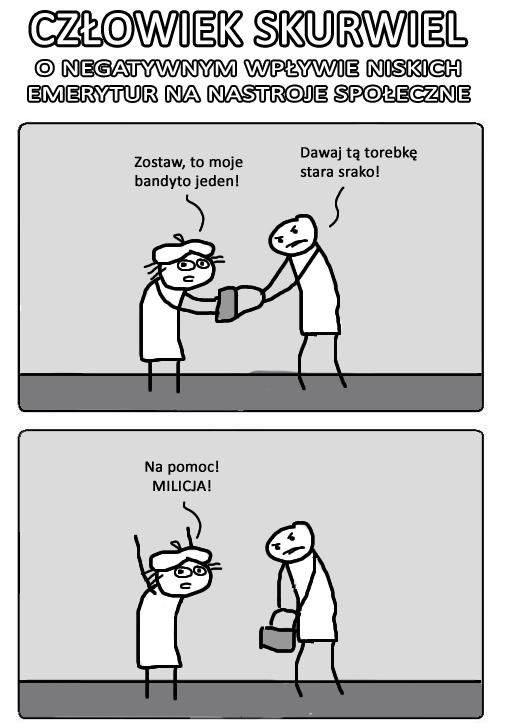 CZŁOWIEK SKURWIEL
O NEGATYWNYM WPŁYWIE NISKICH
EMERYTUR NA NASTROJE SPOŁECZNE
Zostaw, to moje
bandyto jeden!
Dawaj tą torebkę
stara srako!
Na pomoc!
MILICJA!